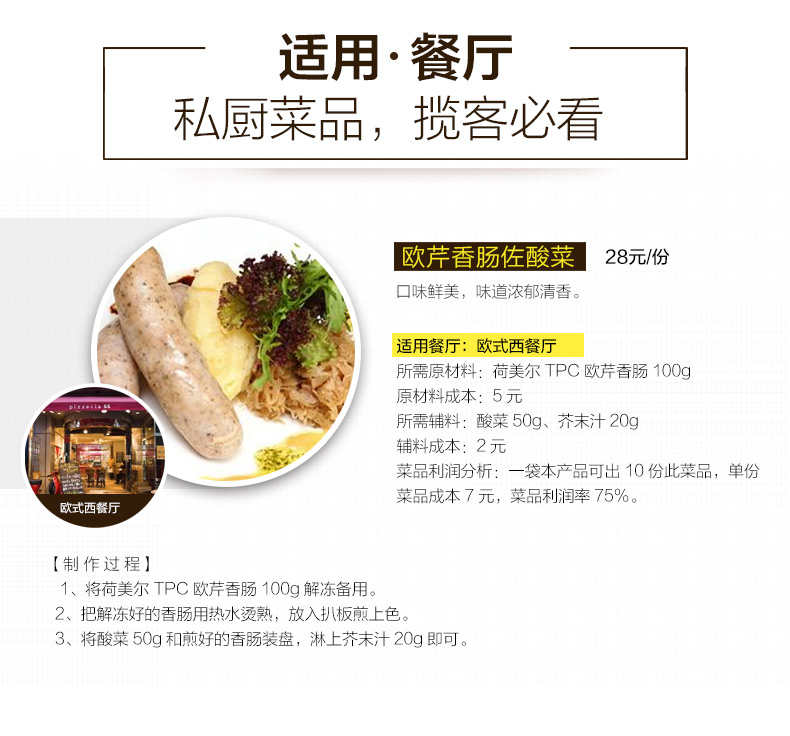 适用·餐厅
私厨菜品，揽客必看
欧芹香肠佐酸菜 28元/份
口味鲜美，味道浓郁清香。
适用餐厅：欧式西餐厅
所需原材料：荷美尔 TPC 欧芹香肠 100g
原材料成本：5 元
所需辅料：酸菜 50g、芥末汁 20g
辅料成本：2 元
菜品利润分析：一袋本产品可出 10 份此菜品，单份
菜品成本 7 元，菜品利润率 75%。
pizzeria 66
欧式西餐厅
【制作过程】
1、将荷美尔 TPC 欧芹香肠 100g 解冻备用。
2、把解冻好的香肠用热水烫熟，放入扒板煎上色。
3、将酸菜 50g 和煎好的香肠装盘，淋上芥末汁 20g 即可。